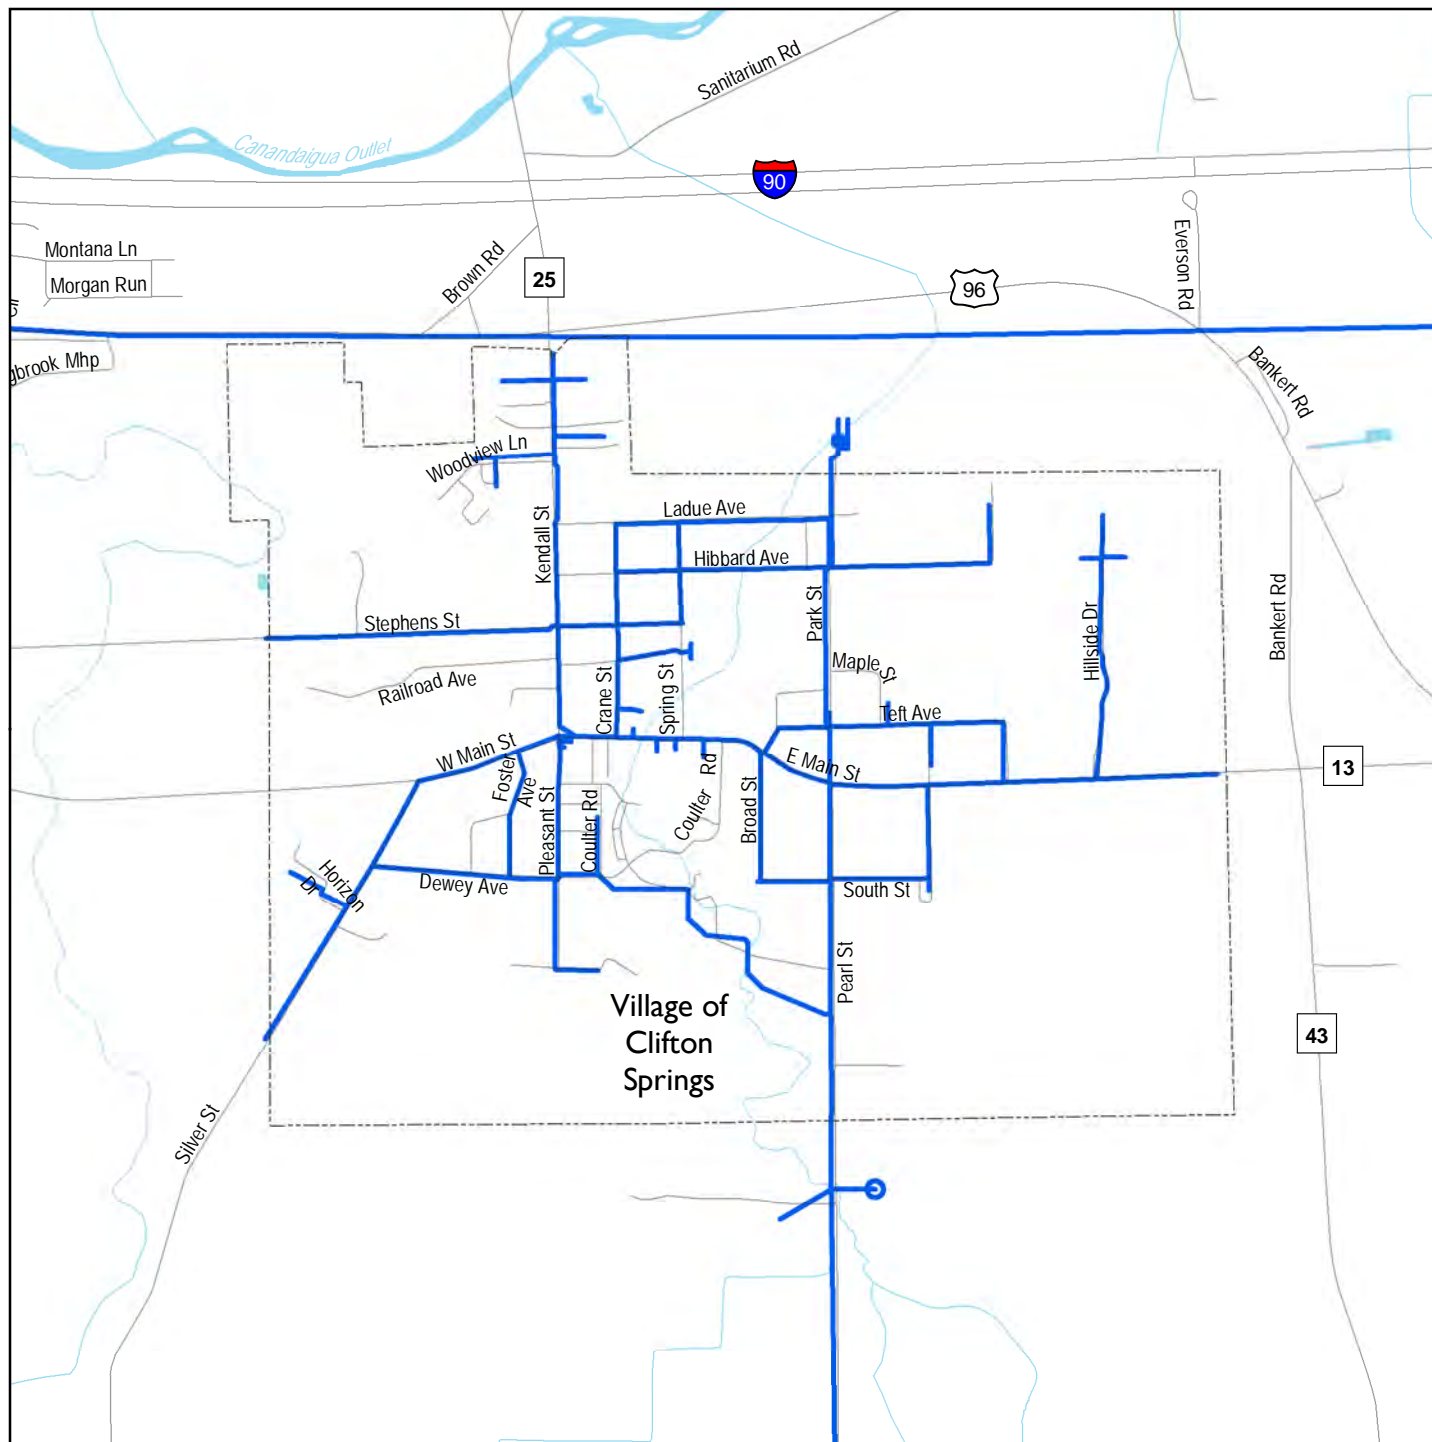 Sanitarium Rd
Canandaigua Outlet
90
Montana Ln
Morgan Run
Brown Rd
25
96
Everson Rd
gbrook Mhp
Bankert Rd
Woodview Ln
Kendall St
Ladue Ave
Hibbard Ave
Stephens St
Park St
Hillside Dr
Bankert Rd
Railroad Ave
Crane St
Spring St
Maple St
Teft Ave
W Main St
E Main St
13
Foster
Ave
Pleasant St
Coulter Rd
Coulter Rd
Broad St
Horizon
Dr
Dewey Ave
South St
Pearl St
Village of
Clifton
Springs
43
Silver St